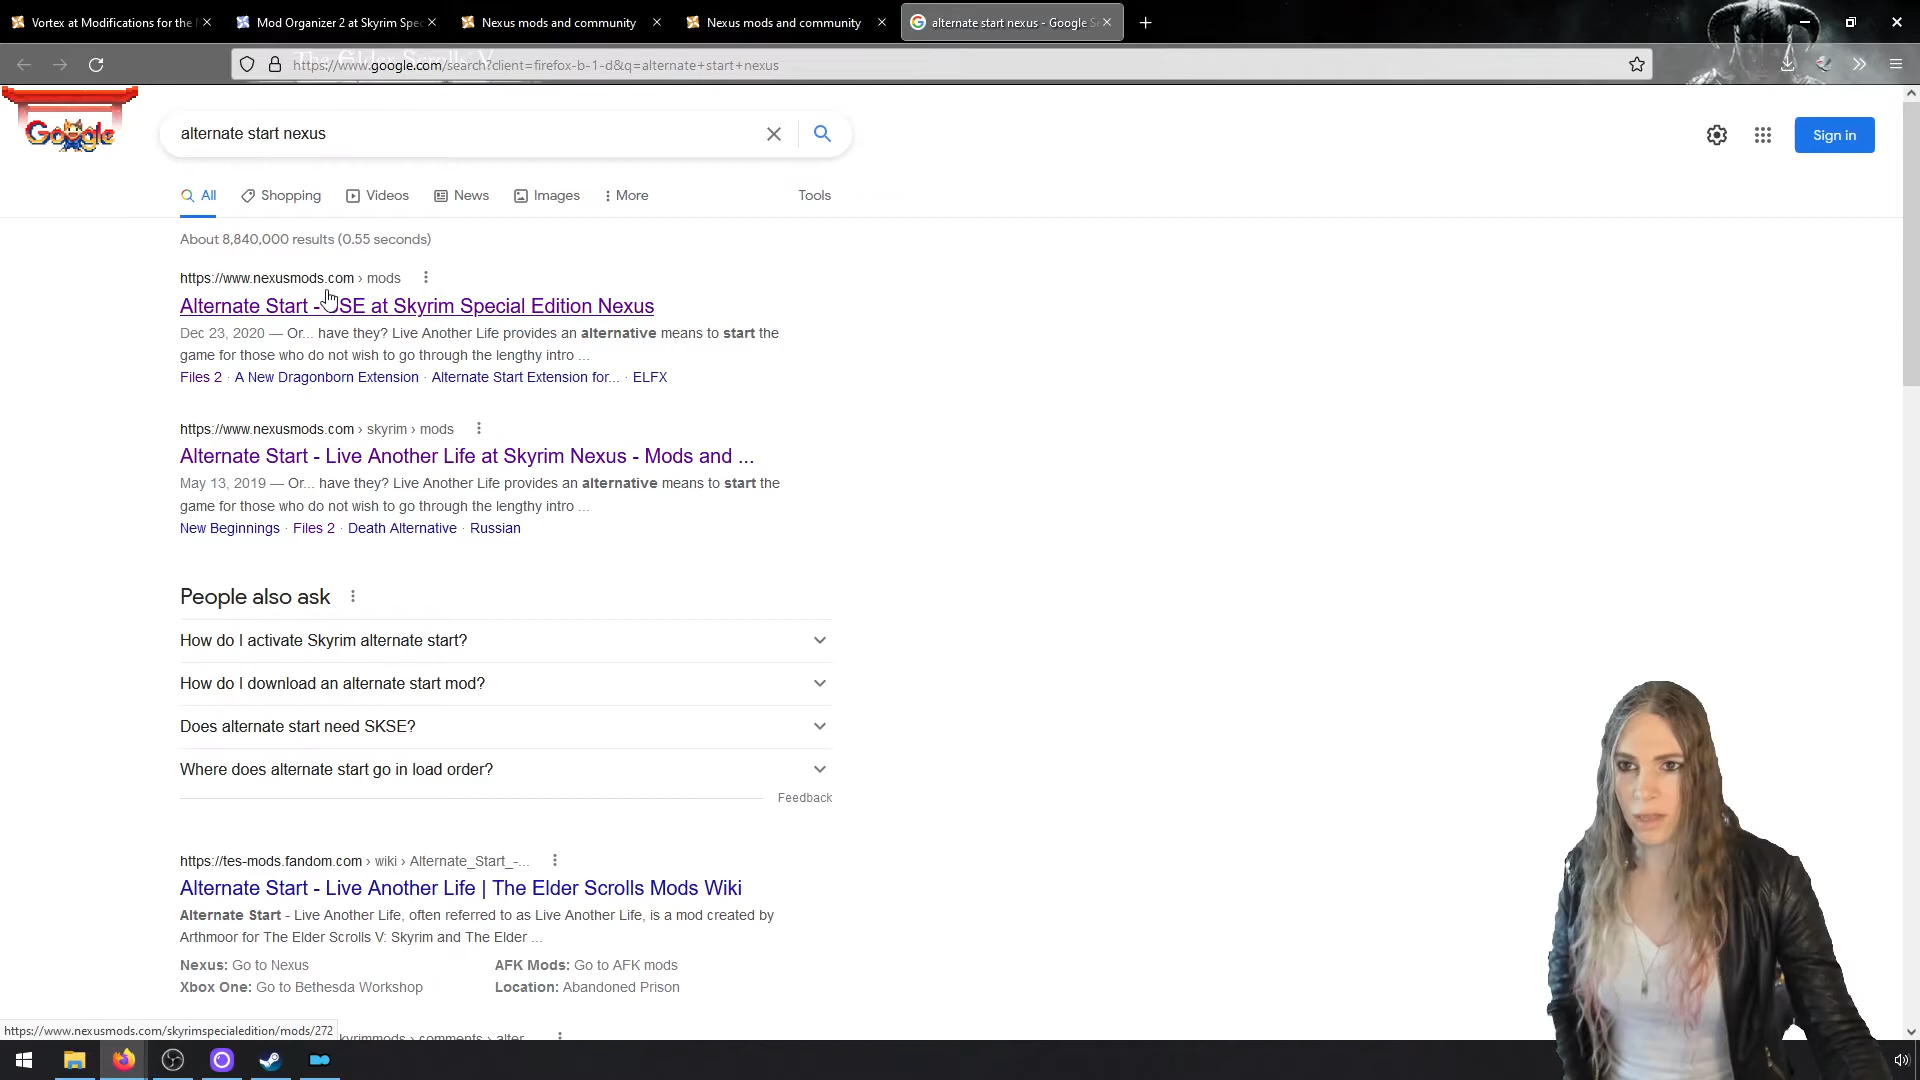 Vortex at Modifications for the
Mod Organizer 2 at Skyrim Spec
Nexus mods and community
Nexus mods and community
alternate start nexus - Google Se
The Elder Scrolls V
https://www.google.com/search?client=firefox-b-1-d&q=alternate+start+nexus
Google
alternate start nexus
Sign in
All
Shopping
Videos
News
Images
More
Tools
About 8,840,000 results (0.55 seconds)
https://www.nexusmods.com › mods
Alternate Start - SSE at Skyrim Special Edition Nexus
Dec 23, 2020 — Or... have they? Live Another Life provides an alternative means to start the
game for those who do not wish to go through the lengthy intro ...
Files 2 · A New Dragonborn Extension · Alternate Start Extension for... · ELFX
https://www.nexusmods.com › skyrim › mods
Alternate Start - Live Another Life at Skyrim Nexus - Mods and ...
May 13, 2019 — Or... have they? Live Another Life provides an alternative means to start the
game for those who do not wish to go through the lengthy intro ...
New Beginnings · Files 2 · Death Alternative · Russian
People also ask
How do I activate Skyrim alternate start?
How do I download an alternate start mod?
Does alternate start need SKSE?
Where does alternate start go in load order?
Feedback
https://tes-mods.fandom.com › wiki › Alternate_Start_-...
Alternate Start - Live Another Life | The Elder Scrolls Mods Wiki
Alternate Start - Live Another Life, often referred to as Live Another Life, is a mod created by
Arthmoor for The Elder Scrolls V: Skyrim and The Elder ...
Nexus: Go to Nexus
AFK Mods: Go to AFK mods
Xbox One: Go to Bethesda Workshop
Location: Abandoned Prison
https://www.nexusmods.com/skyrimspecialedition/mods/272
kyrimmods › comments › alter...